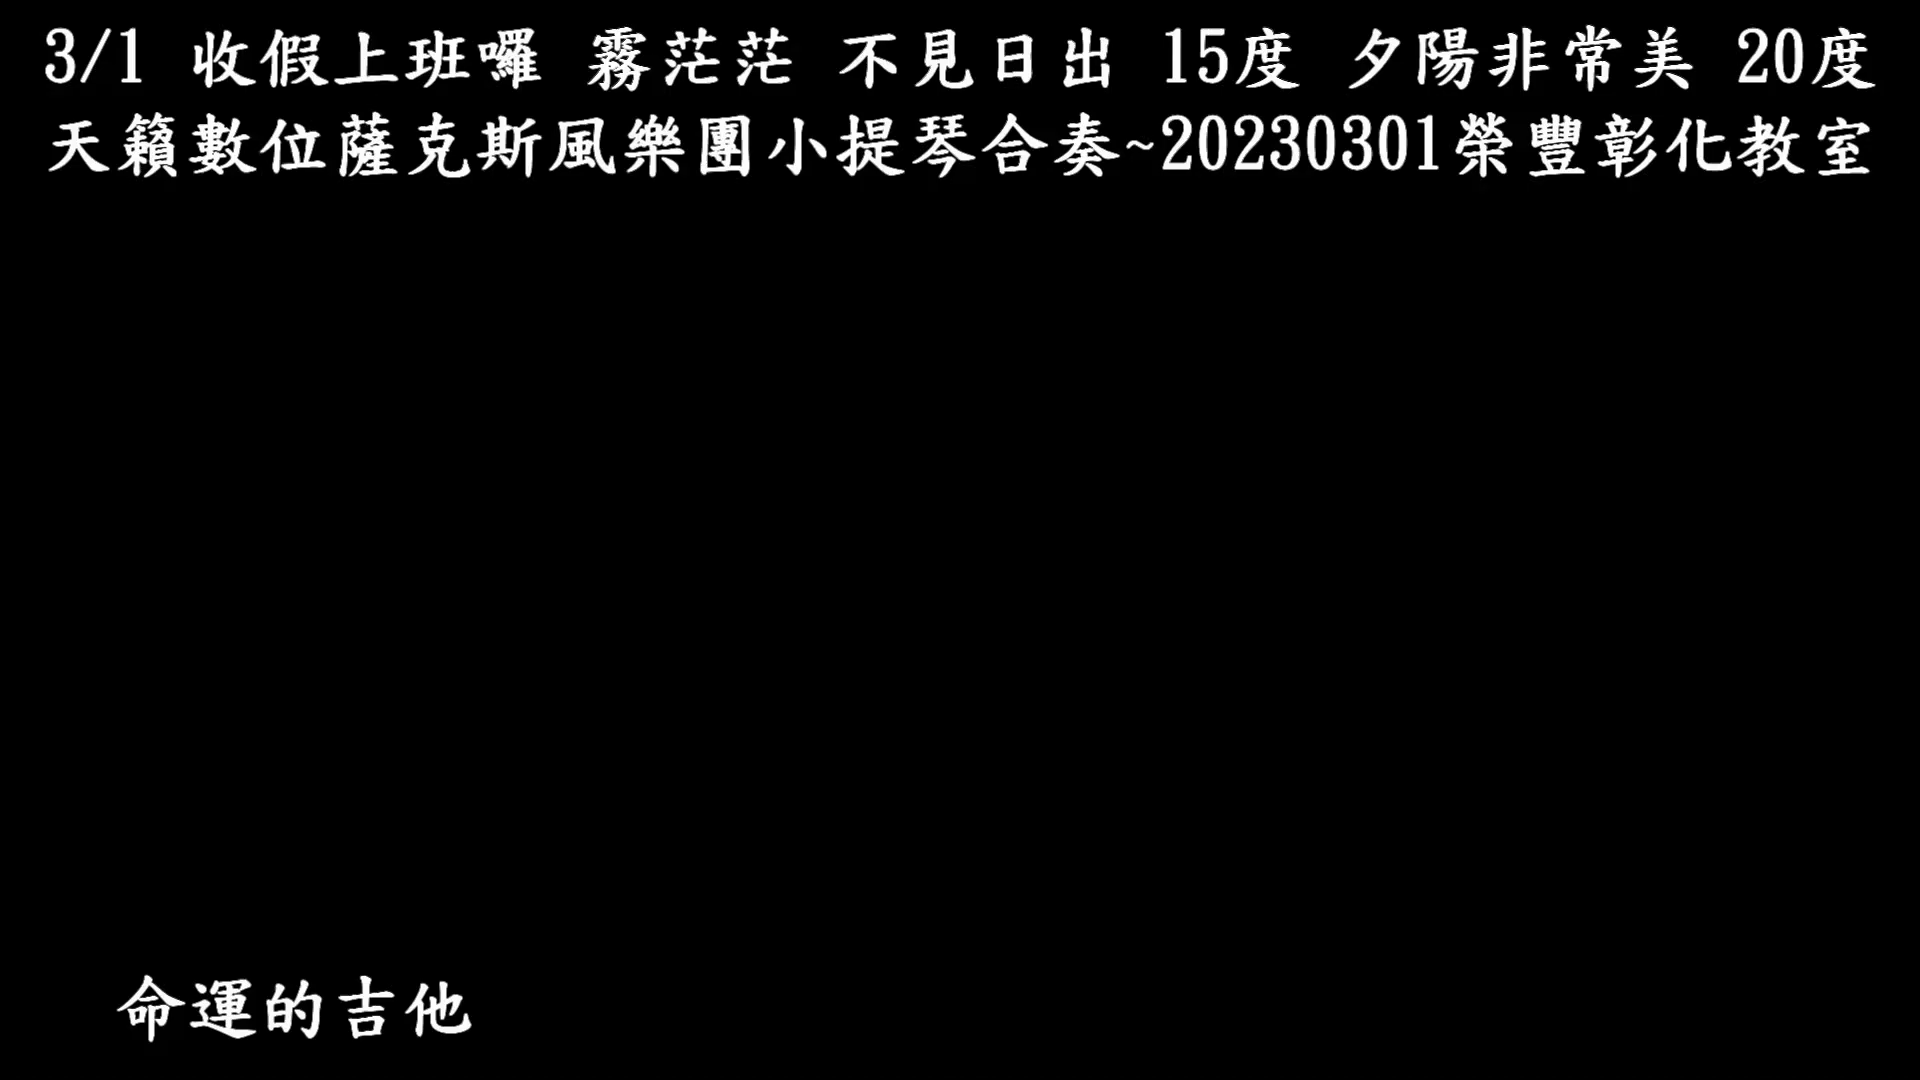 3/1 收假上班囉 霧茫茫 不見日出 15度 夕陽非常美 20度
天籟數位薩克斯風樂團小提琴合奏~20230301榮豐彰化教室
命運的吉他